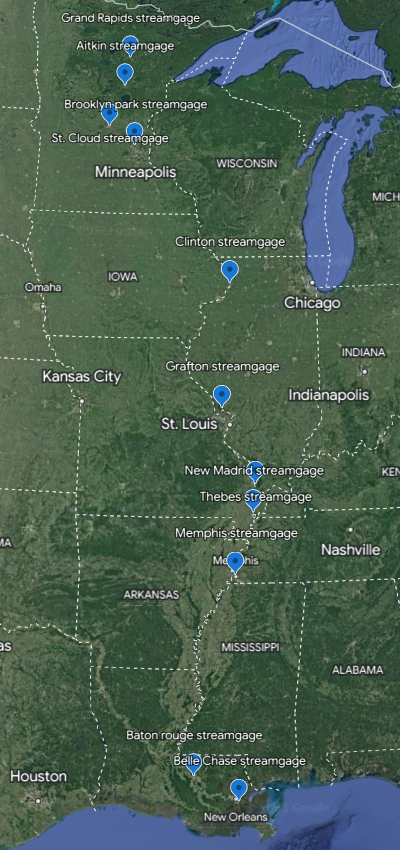 Grand Rapids streamgage
Aitkin streamgage
Brooklyn park streamgage
St. Cloud streamgage
Minneapolis
WISCONSIN
MICH
Clinton streamgage
IOWA
Omaha
Chicago
INDIANA
Grafton streamgage
Kansas City
Indianapolis
St. Louis
New Madrid streamgage
KEN
Thebes streamgage
Memphis streamgage
MA
Nashville
Memphis
ARKANSAS
as
MISSISSIPPI
ALABAMA
Baton rouge streamgage
Belle Chase streamgage
Houston
Google
New Orleans